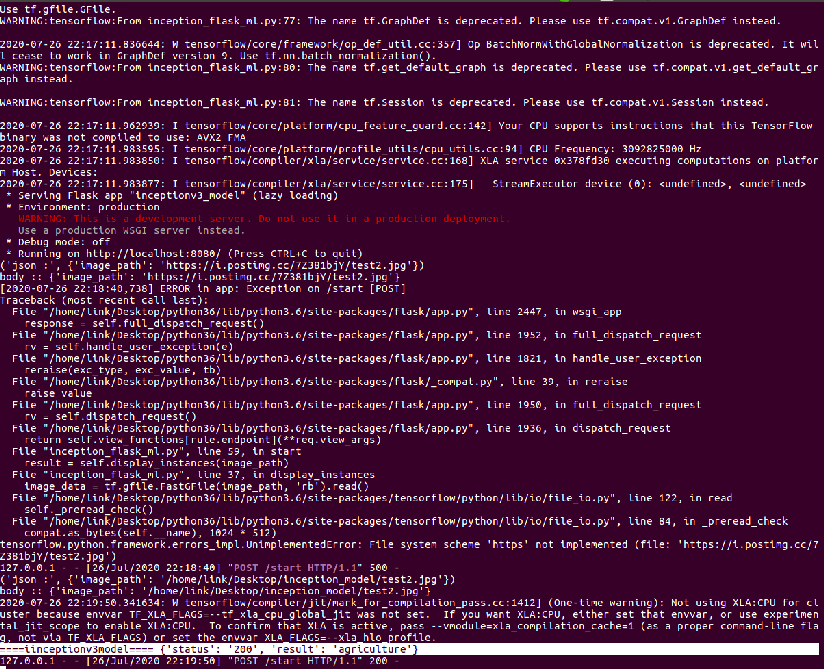 Use tf.gfile.GFile.
WARNING:tensorflow:From inception_flask_ml.py:77: The name tf.GraphDef is deprecated. Please use tf.compat.v1.GraphDef instead.
2020-07-26 22:17:11.836644: W tensorflow/core/framework/op_def_util.cc:357] Op BatchNormWithGlobalNormalization is deprecated. It wil
l cease to work in GraphDef version 9. Use tf.nn.batch_normalization().
WARNING:tensorflow:From inception_flask_ml.py:80: The name tf.get_default_graph is deprecated. Please use tf.compat.v1.get_default_gr
aph instead.
WARNING:tensorflow:From inception_flask_ml.py:81: The name tf.Session is deprecated. Please use tf.compat.v1.Session instead.
2020-07-26 22:17:11.962939: I tensorflow/core/platform/cpu_feature_guard.cc:142] Your CPU supports instructions that this TensorFlow
binary was not compiled to use: AVX2 FMA
2020-07-26 22:17:11.983595: I tensorflow/core/platform/profile_utils/cpu_utils.cc:94] CPU Frequency: 3092825000 Hz
2020-07-26 22:17:11.983850: I tensorflow/compiler/xla/service/service.cc:168] XLA service 0x378fd30 executing computations on platfor
m Host. Devices:
2020-07-26 22:17:11.983877: I tensorflow/compiler/xla/service/service.cc:175]   StreamExecutor device (0): <undefined>, <undefined>
* Serving Flask app "inceptionv3_model" (lazy loading)
* Environment: production
WARNING: This is a development server. Do not use it in a production deployment.
Use a production WSGI server instead.
* Debug mode: off
* Running on http://localhost:8080/ (Press CTRL+C to quit)
('json :', {'image_path': 'https://i.postimg.cc/7Z381bjY/test2.jpg'})
body :: {'image_path': 'https://i.postimg.cc/7Z381bjY/test2.jpg'}
[2020-07-26 22:18:40,738] ERROR in app: Exception on /start [POST]
Traceback (most recent call last):
File "/home/link/Desktop/python36/lib/python3.6/site-packages/flask/app.py", line 2447, in wsgi_app
response = self.full_dispatch_request()
File "/home/link/Desktop/python36/lib/python3.6/site-packages/flask/app.py", line 1952, in full_dispatch_request
rv = self.handle_user_exception(e)
File "/home/link/Desktop/python36/lib/python3.6/site-packages/flask/app.py", line 1821, in handle_user_exception
reraise(exc_type, exc_value, tb)
File "/home/link/Desktop/python36/lib/python3.6/site-packages/flask/_compat.py", line 39, in reraise
raise value
File "/home/link/Desktop/python36/lib/python3.6/site-packages/flask/app.py", line 1950, in full_dispatch_request
rv = self.dispatch_request()
File "/home/link/Desktop/python36/lib/python3.6/site-packages/flask/app.py", line 1936, in dispatch_request
return self.view_functions[rule.endpoint](**req.view_args)
File "inception_flask_ml.py", line 59, in start
result = self.display_instances(image_path)
File "inception_flask_ml.py", line 37, in display_instances
image_data = tf.gfile.FastGFile(image_path, 'rb').read()
File "/home/link/Desktop/python36/lib/python3.6/site-packages/tensorflow/python/lib/io/file_io.py", line 122, in read
self._preread_check()
File "/home/link/Desktop/python36/lib/python3.6/site-packages/tensorflow/python/lib/io/file_io.py", line 84, in _preread_check
compat.as_bytes(self.__name), 1024 * 512)
tensorflow.python.framework.errors_impl.UnimplementedError: File system scheme 'https' not implemented (file: 'https://i.postimg.cc/7
Z381bjY/test2.jpg')
127.0.0.1 - - [26/Jul/2020 22:18:40] "POST /start HTTP/1.1" 500 -
('json :', {'image_path': '/home/link/Desktop/inception_model/test2.jpg'})
body :: {'image_path': '/home/link/Desktop/inception_model/test2.jpg'}
2020-07-26 22:19:50.341634: W tensorflow/compiler/jit/mark_for_compilation_pass.cc:1412] (One-time warning): Not using XLA:CPU for cl
uster because envvar TF_XLA_FLAGS=--tf_xla_cpu_global_jit was not set.  If you want XLA:CPU, either set that envvar, or use experimen
tal_jit_scope to enable XLA:CPU.  To confirm that XLA is active, pass --vmodule=xla_compilation_cache=1 (as a proper command-line fla
g, not via TF_XLA_FLAGS) or set the envvar XLA_FLAGS=--xla_hlo_profile.
====iinceptionv3model==== {'status': '200', 'result': 'agriculture'}
127.0.0.1 - - [26/Jul/2020 22:19:50] "POST /start HTTP/1.1" 200 -